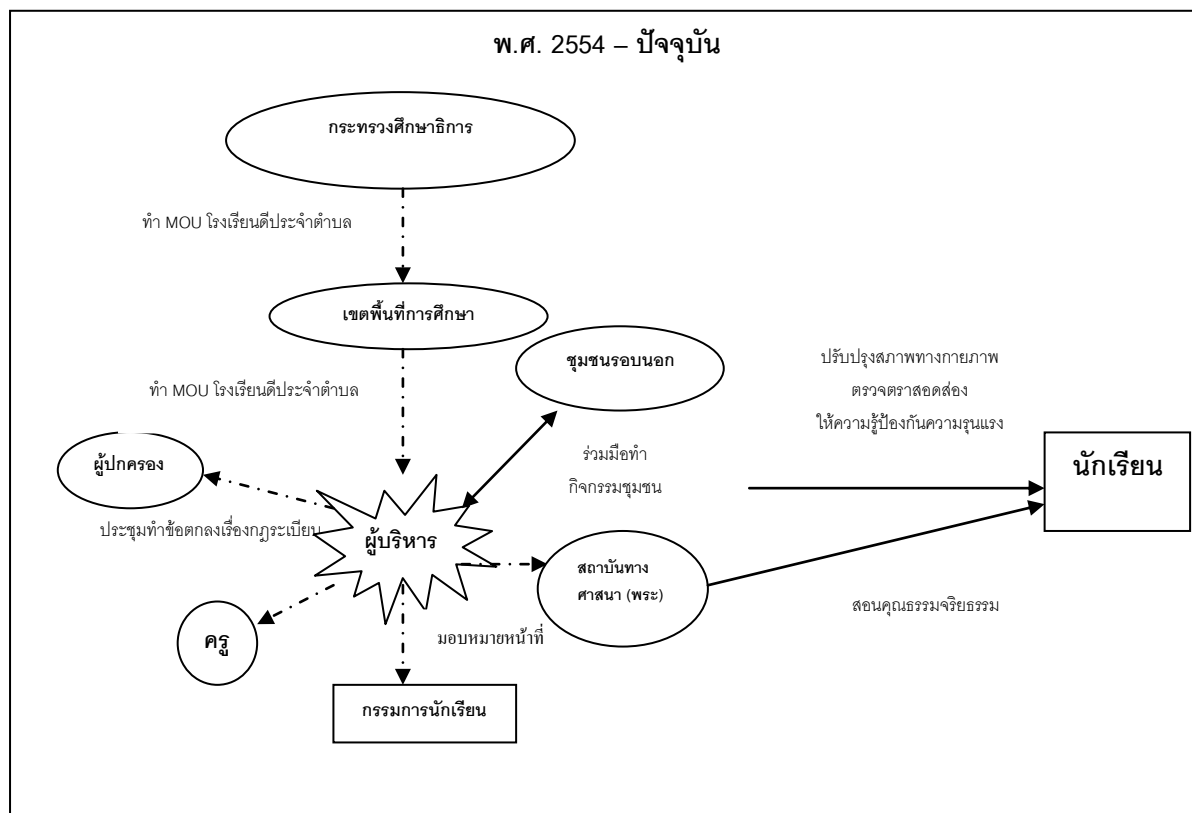 พ.ศ. 2554 – ปัจจุบัน
กระทรวงศึกษาธิการ
ทำ MOU โรงเรียนดีประจำตำบล
เขตพื้นที่การศึกษา
ชุมชนรอบนอก
ปรับปรุงสภาพทางกายภาพ
ตรวจตราสอดส่อง
ให้ความรู้ป้องกันความรุนแรง
ทำ MOU โรงเรียนดีประจำตำบล
ผู้ปกครอง
ร่วมมือทำ
กิจกรรมชุมชน
นักเรียน
ประชุมทำข้อตกลงเรื่องกฎระเบียบ
ผู้บริหาร
สถาบันทาง
ศาสนา (พระ)
สอนคุณธรรมจริยธรรม
ครู
มอบหมายหน้าที่
กรรมการนักเรียน